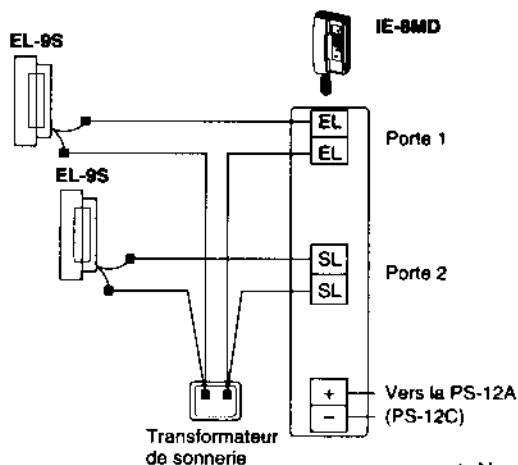 IE-8MD
EL-9S
EL
Porte 1
EL
EL-9S
SL
Porte 2
SL
+
Vers la PS-12A
−
(PS-12C)
Transformateur
de sonnerie